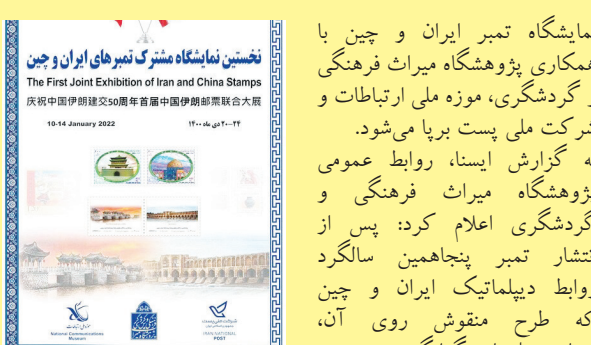 نخستین نمایشگاه مشترک تمبرهای ایران و چین
The First Joint Exhibition of Iran and China Stamps
庆祝中国伊朗建交50周年首届中国伊朗邮票联合大展
10-14 January 2022
۲۰-۲۴ دی ماه ۱۴۰۰
National Communications
Museum
IRAN NATIONAL
POST
نمایشگاه تمبر ایران و چین با
همکاری پژوهشگاه میراث فرهنگی
و گردشگری، موزه ملی ارتباطات و
شرکت ملی پست برپا می‌شود.
به گزارش ایسنا، روابط عمومی
پژوهشگاه میراث فرهنگی و
گردشگری اعلام کرد: پس از
انتشار تمبر پنجاهمین سالگرد
روابط دیپلماتیک ایران و چین
که طرح منقوش روی آن،